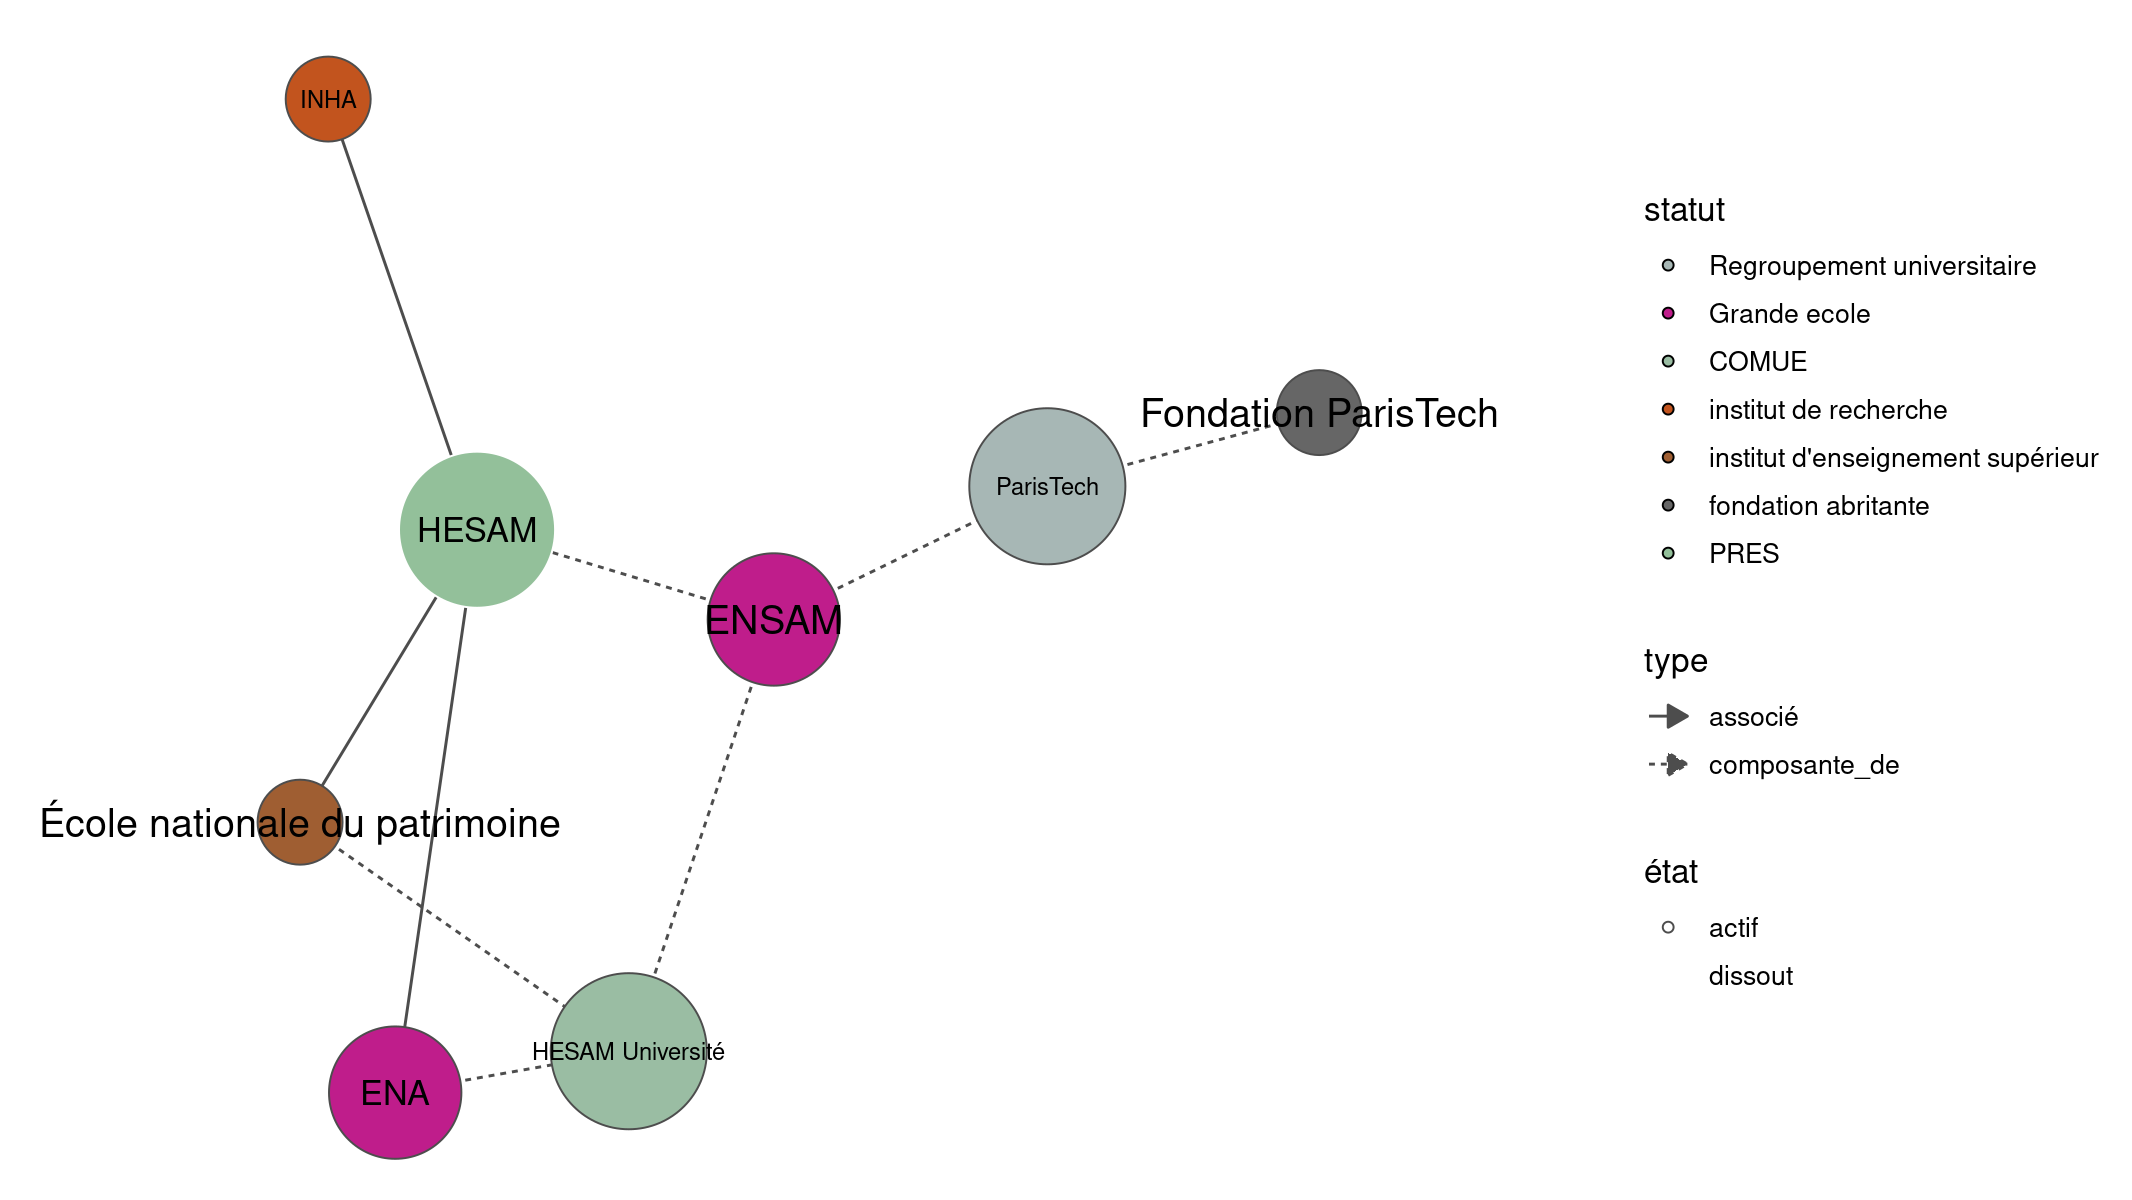 INHA
HESAM
ENSAM
ParisTech
Fondation ParisTech
École nationale du patrimoine
HESAM Université
ENA
statut
Regroupement universitaire
Grande ecole
COMUE
institut de recherche
institut d'enseignement supérieur
fondation abritante
PRES
type
associé
composante_de
état
actif
dissout